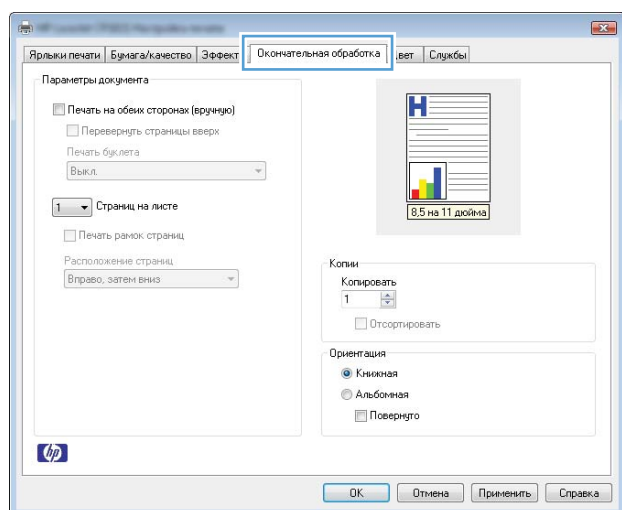 Ярлыки печати Бумага/качество Эффект Окончательная обработка вет Службы
Параметры документа
Печать на обеих сторонах (вручную)
Перевернуть страницы вверх
Печать буклета
Выкл.
1 Страниц на листе
Печать рамок страниц
Расположение страниц
Вправо, затем вниз
H
8,5 на 11 дюйма
Копии
Копировать
1
Отсортировать
Ориентация
Книжная
Альбомная
Повернуто
hp
OK Отмена Применить Справка